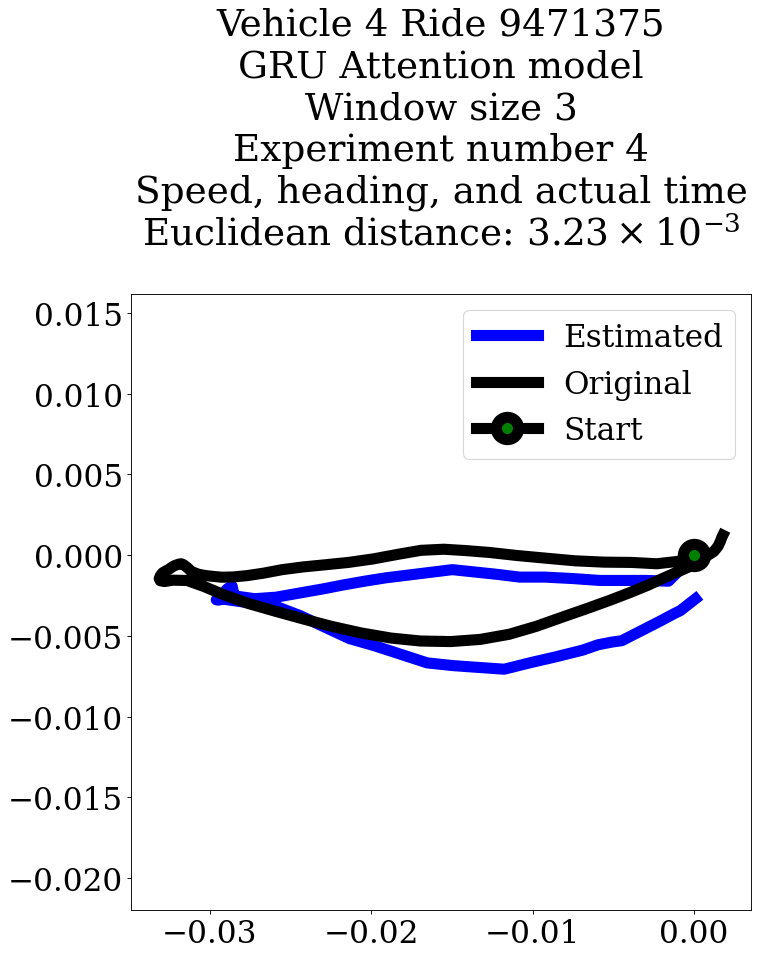 Vehicle 4 Ride 9471375
GRU Attention model
Window size 3
Experiment number 4
Speed, heading, and actual time
Euclidean distance: 3.23 × 10⁻³
Estimated
Original
Start
0.015
0.010
0.005
0.000
−0.005
−0.010
−0.015
−0.020
−0.03
−0.02
−0.01
0.00